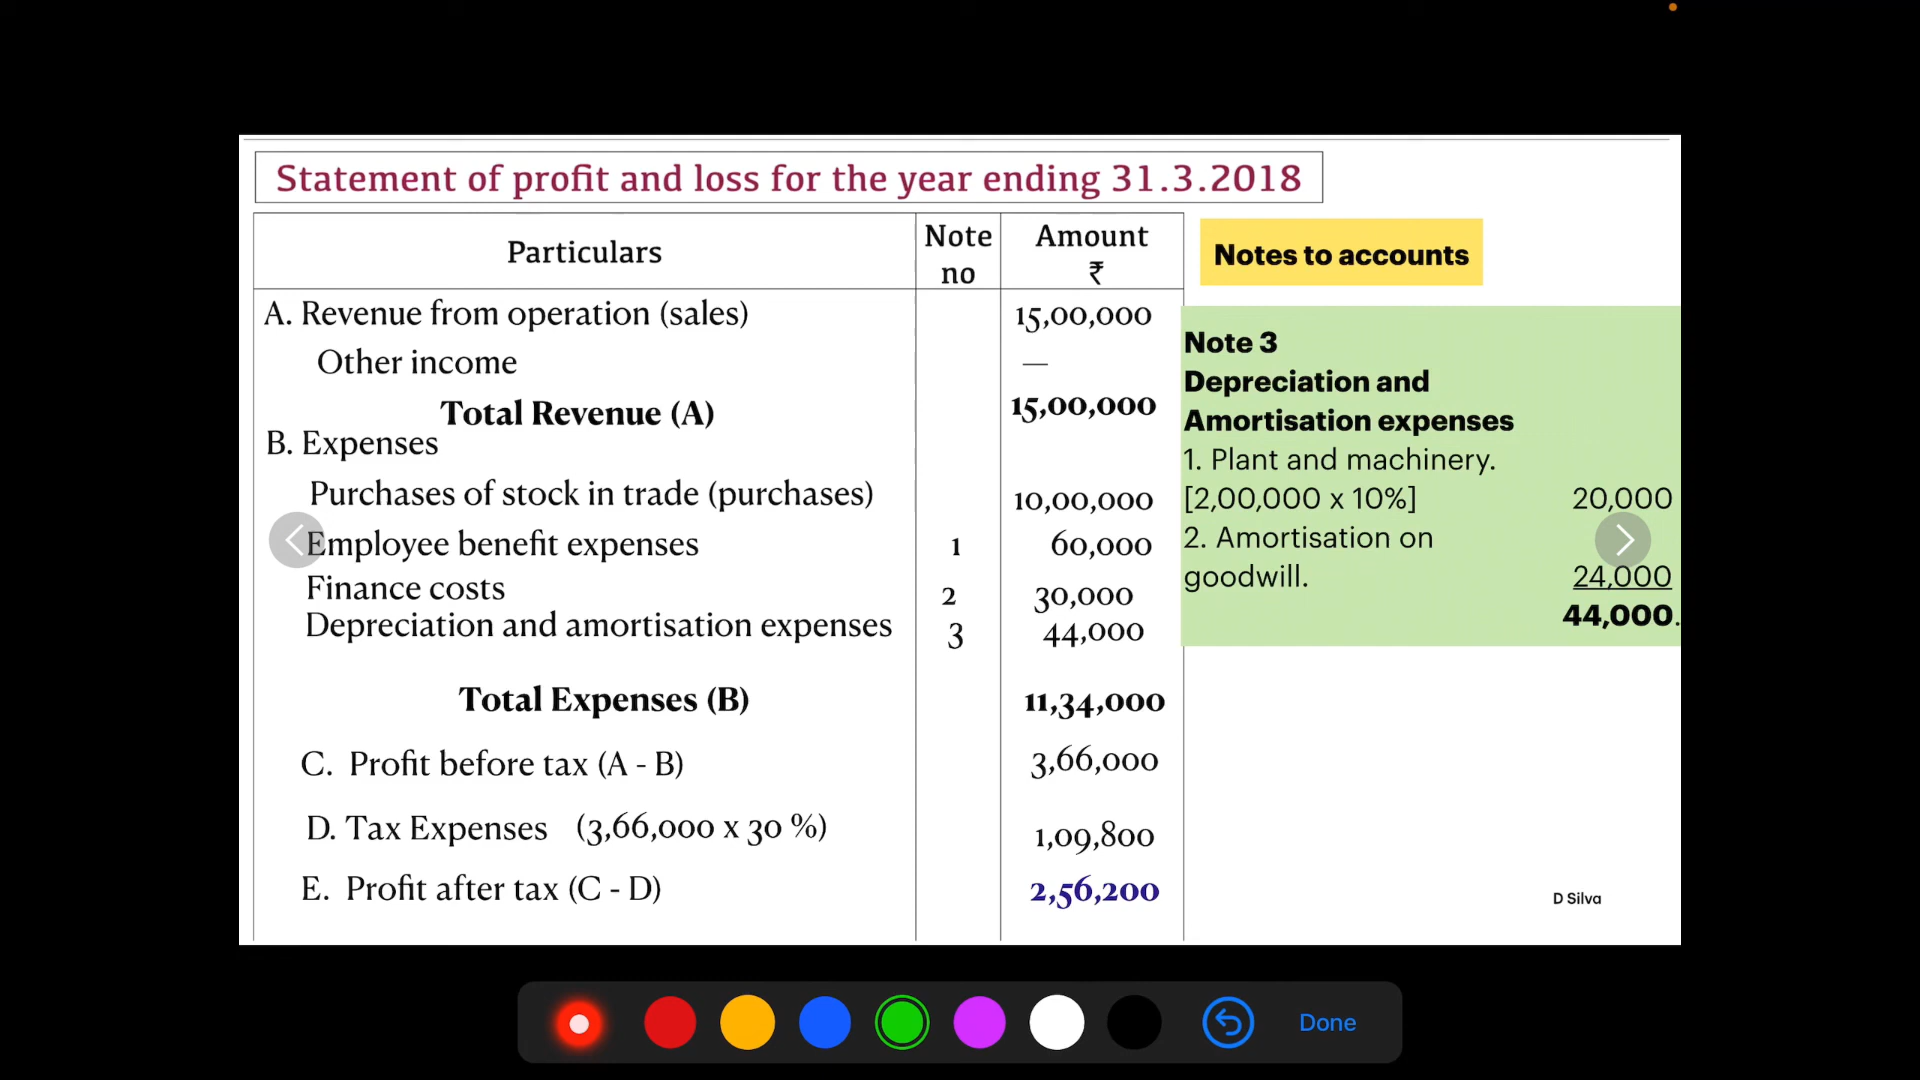 Statement of profit and loss for the year ending 31.3.2018
Particulars Note no Amount ₹
Notes to accounts
A. Revenue from operation (sales) 15,00,000
Other income —
Total Revenue (A) 15,00,000
B. Expenses
Purchases of stock in trade (purchases) 10,00,000
Employee benefit expenses 1 60,000
Finance costs 2 30,000
Depreciation and amortisation expenses 3 44,000
Total Expenses (B) 11,34,000
C. Profit before tax (A - B) 3,66,000
D. Tax Expenses (3,66,000 x 30 %) 1,09,800
E. Profit after tax (C - D) 2,56,200
Note 3
Depreciation and
Amortisation expenses
1. Plant and machinery.
[2,00,000 x 10%] 20,000
2. Amortisation on
goodwill. 24,000
44,000.
D Silva
Done